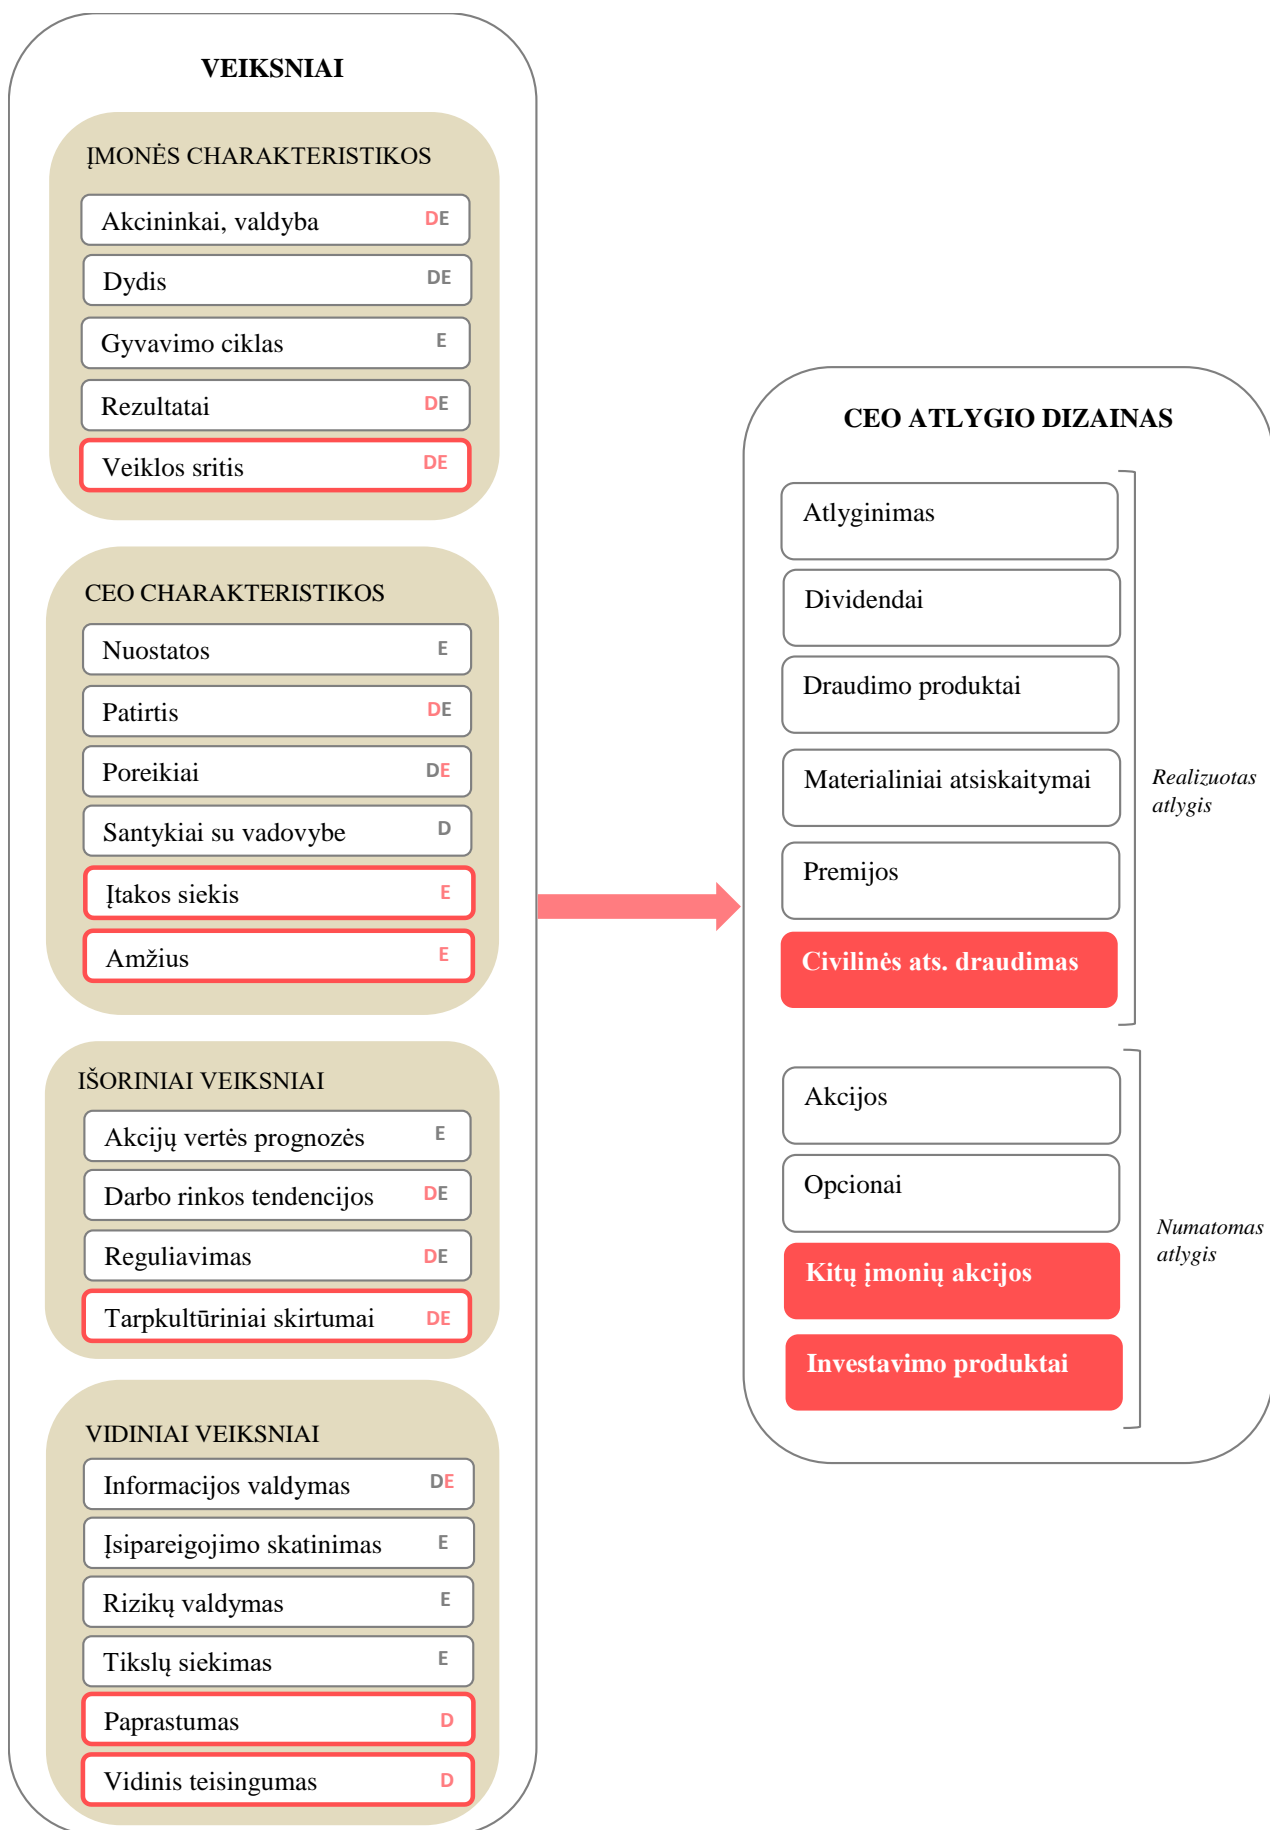 VEIKSNIAI
ĮMONĖS CHARAKTERISTIKOS
Akcininkai, valdyba DE
Dydis DE
Gyvavimo ciklas E
Rezultatai DE
Veiklos sritis DE
CEO CHARAKTERISTIKOS
Nuostatos E
Patirtis DE
Poreikiai DE
Santykiai su vadovybe D
Įtakos siekis E
Amžius E
IŠORINIAI VEIKSNIAI
Akcijų vertės prognozės E
Darbo rinkos tendencijos DE
Reguliavimas DE
Tarpkultūriniai skirtumai DE
VIDINIAI VEIKSNIAI
Informacijos valdymas DE
Įsipareigojimo skatinimas E
Rizikų valdymas E
Tikslų siekimas E
Paprastumas D
Vidinis teisingumas D
CEO ATLYGIO DIZAINAS
Atlyginimas
Dividendai
Draudimo produktai
Materialiniai atsiskaitymai
Premijos
Civilinės ats. draudimas
Realizuotas
atlygis
Akcijos
Opcionai
Kitų įmonių akcijos
Investavimo produktai
Numatomas
atlygis